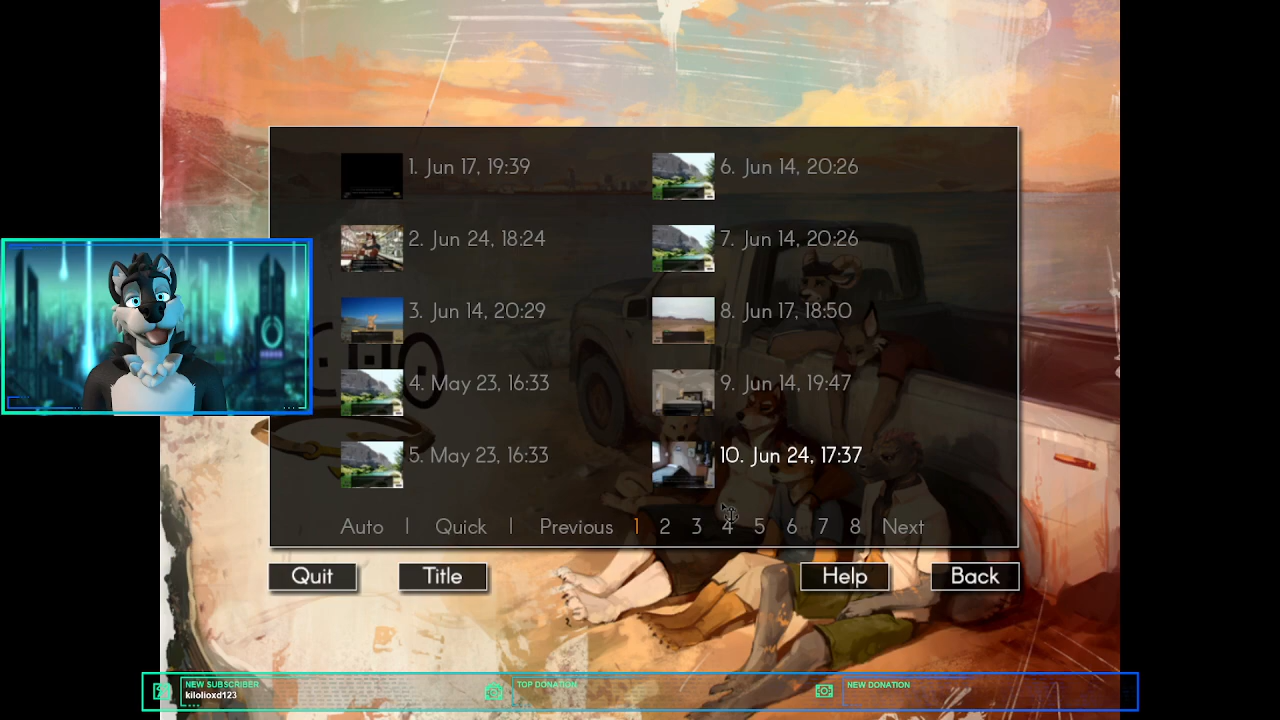 1. Jun 17, 19:39
2. Jun 24, 18:24
3. Jun 14, 20:29
4. May 23, 16:33
5. May 23, 16:33
6. Jun 14, 20:26
7. Jun 14, 20:26
8. Jun 17, 18:50
9. Jun 14, 19:47
10. Jun 24, 17:37
Auto | Quick | Previous 1 2 3 4 5 6 7 8 Next
Quit Title Help Back
NEW SUBSCRIBER
kilolioxd123
TOP DONATION
NEW DONATION